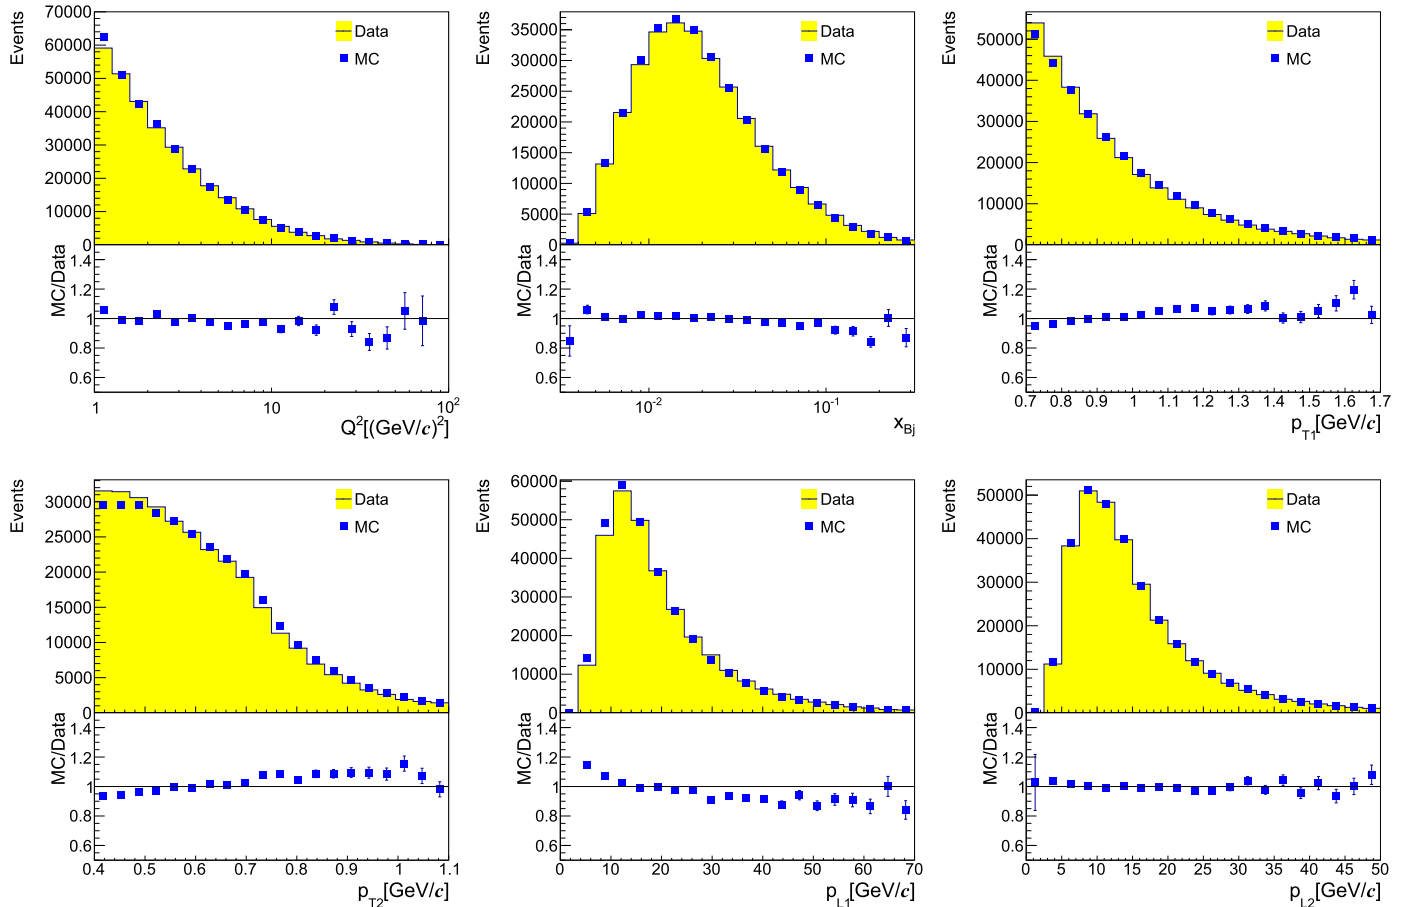 Events
70000
60000
50000
40000
30000
20000
10000
0
Data
MC
MC/Data
1.4
1.2
1
0.8
0.6
1 10 10²
Q²[(GeV/c)²]
Events
35000
30000
25000
20000
15000
10000
5000
0
Data
MC
MC/Data
1.4
1.2
1
0.8
0.6
10⁻² 10⁻¹
x_Bj
Events
50000
40000
30000
20000
10000
0
Data
MC
MC/Data
1.4
1.2
1
0.8
0.6
0.7 0.8 0.9 1 1.1 1.2 1.3 1.4 1.5 1.6 1.7
p_T1[GeV/c]
Events
30000
25000
20000
15000
10000
5000
0
Data
MC
MC/Data
1.4
1.2
1
0.8
0.6
0.4 0.5 0.6 0.7 0.8 0.9 1 1.1
p_T2[GeV/c]
Events
60000
50000
40000
30000
20000
10000
0
Data
MC
MC/Data
1.4
1.2
1
0.8
0.6
0 10 20 30 40 50 60 70
p_L1[GeV/c]
Events
50000
40000
30000
20000
10000
0
Data
MC
MC/Data
1.4
1.2
1
0.8
0.6
0 5 10 15 20 25 30 35 40 45 50
p_L2[GeV/c]